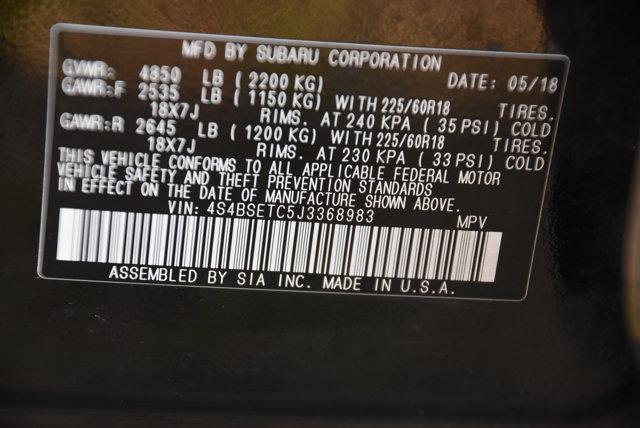 MFD BY SUBARU CORPORATION
GVWR: 4850 LB (2200 KG) DATE: 05/18
GAWR:F 2535 LB (1150 KG) WITH 225/60R18 TIRES.
18X7J RIMS. AT 240 KPA (35 PSI) COLD
GAWR:R 2645 LB (1200 KG) WITH 225/60R18 TIRES.
18X7J RIMS. AT 230 KPA (33 PSI) COLD
THIS VEHICLE CONFORMS TO ALL APPLICABLE FEDERAL MOTOR
VEHICLE SAFETY AND THEFT PREVENTION STANDARDS
IN EFFECT ON THE DATE OF MANUFACTURE SHOWN ABOVE.
VIN: 4S4BSETC5J3368983 MPV
ASSEMBLED BY SIA INC. MADE IN U.S.A.